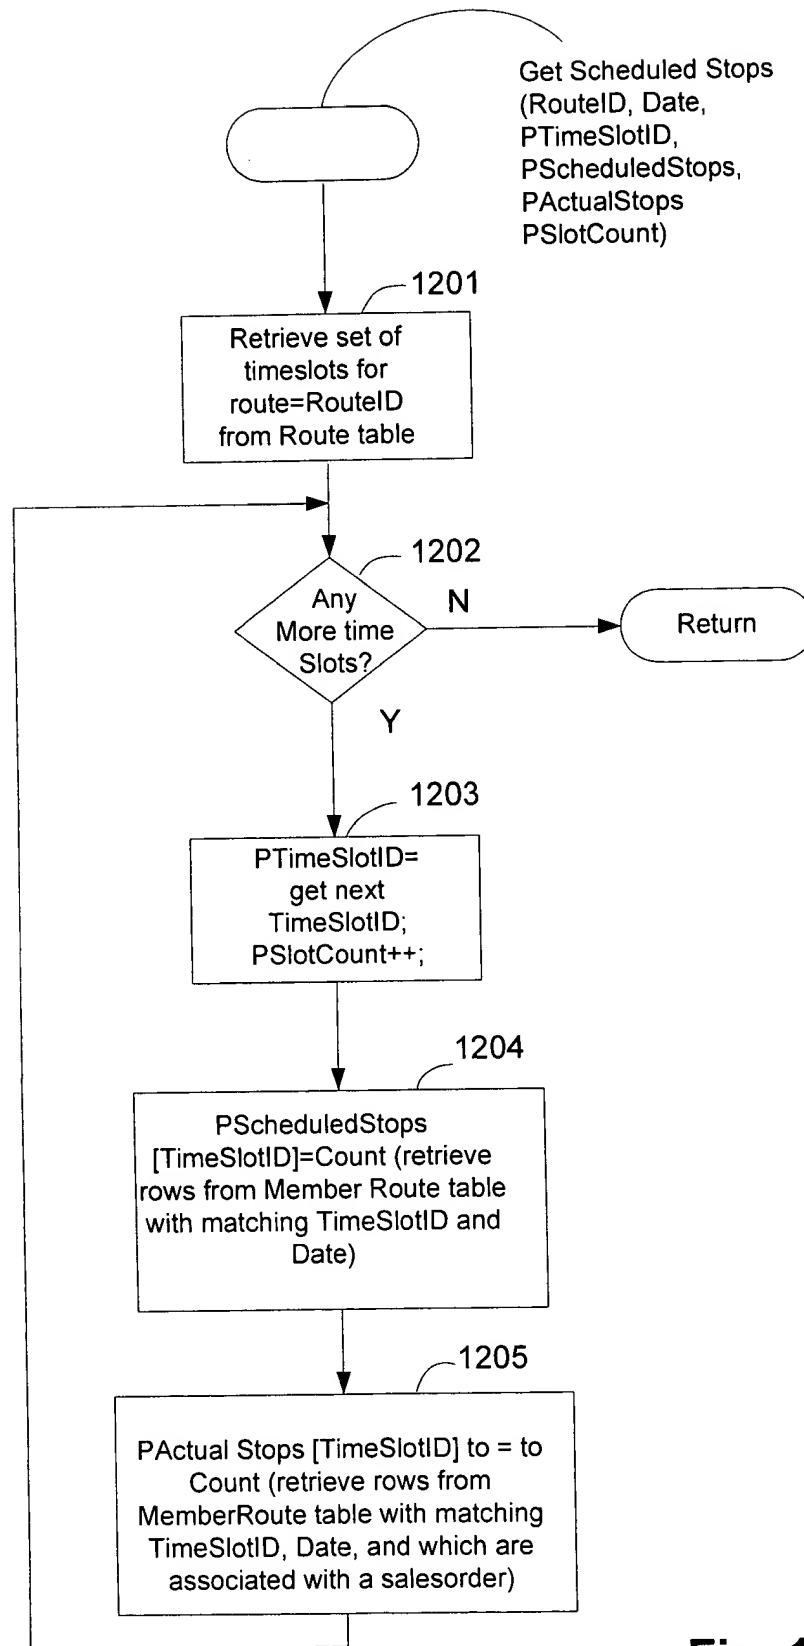 Get Scheduled Stops
(RouteID, Date,
PTimeSlotID,
PScheduledStops,
PActualStops
PSlotCount)
1201
Retrieve set of
timeslots for
route=RouteID
from Route table
1202
Any
More time
Slots?
N
Return
Y
1203
PTimeSlotID=
get next
TimeSlotID;
PSlotCount++;
1204
PScheduledStops
[TimeSlotID]=Count (retrieve
rows from Member Route table
with matching TimeSlotID and
Date)
1205
PActual Stops [TimeSlotID] to = to
Count (retrieve rows from
MemberRoute table with matching
TimeSlotID, Date, and which are
associated with a salesorder)